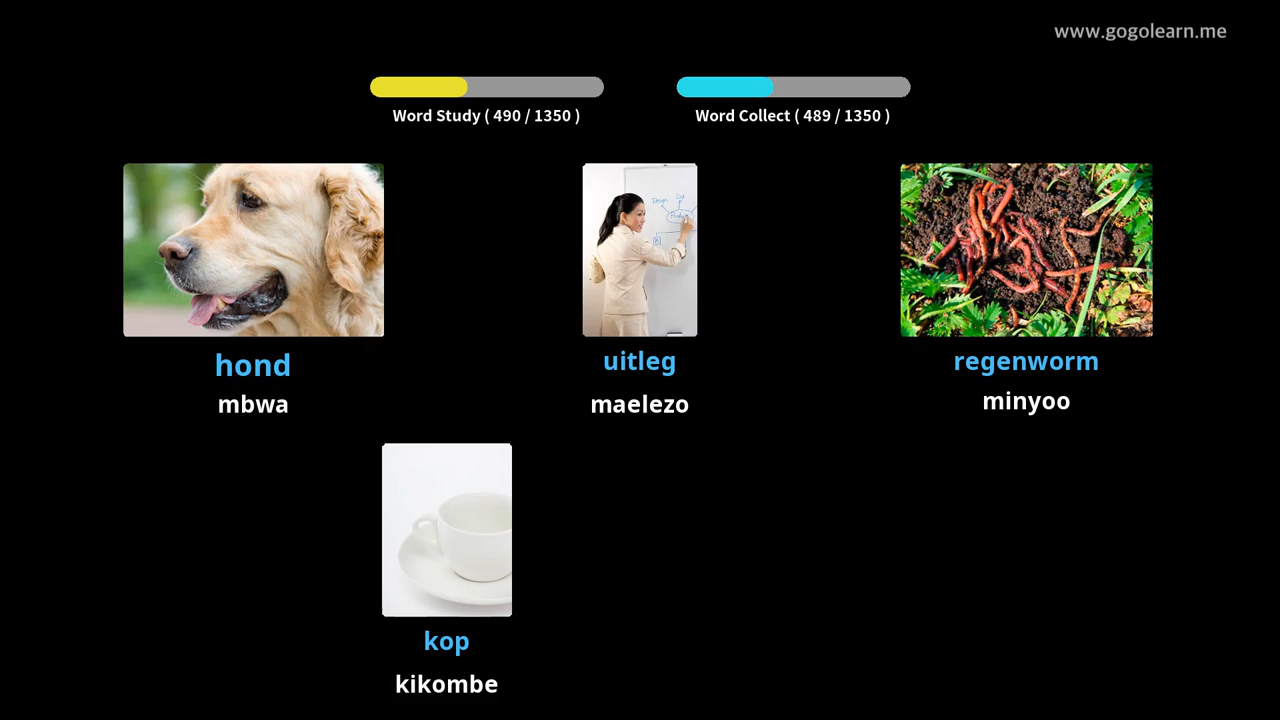 www.gogolearn.me
Word Study ( 490 / 1350 )
Word Collect ( 489 / 1350 )
hond
mbwa
uitleg
maelezo
regenworm
minyoo
kop
kikombe